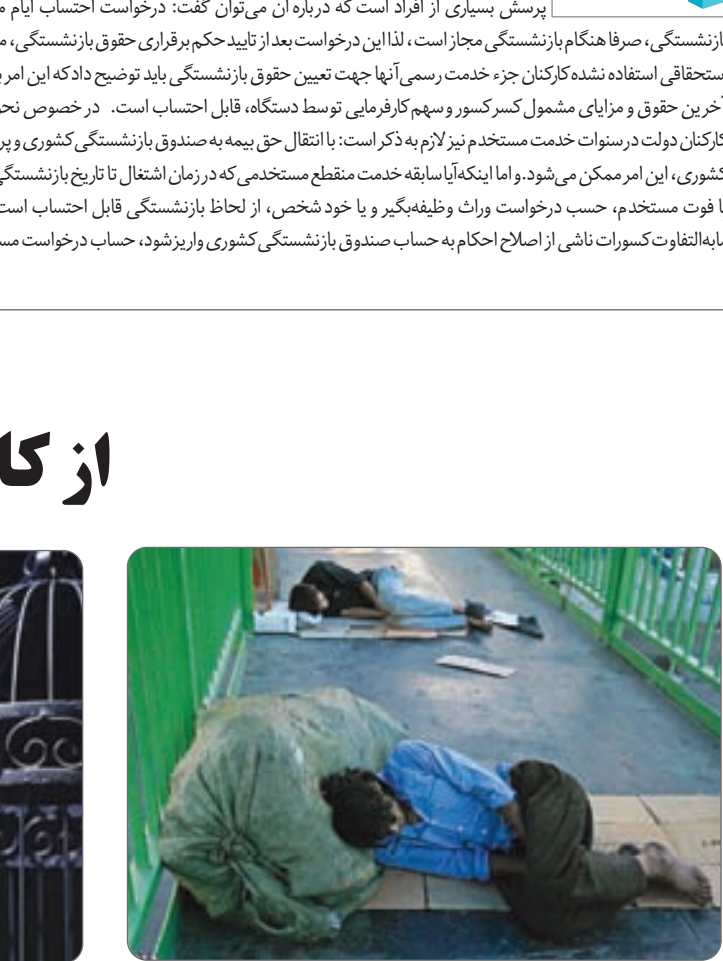 پرسش بسیاری از افراد است که درباره آن می‌توان گفت: درخواست احتساب ایام
بازنشستگی، صرفا هنگام بازنشستگی مجاز است، لذا این درخواست بعد از تایید حکم برقراری حقوق بازنشستگی،
استحقاقی استفاده نشده کارکنان جزء خدمت رسمی آنها جهت تعیین حقوق بازنشستگی باید توضیح داد که این امر
آخرین حقوق و مزایای مشمول کسر کسور و سهم کارفرمایی توسط دستگاه، قابل احتساب است. در خصوص
کارکنان دولت در سنوات خدمت مستخدم نیز لازم به ذکر است: با انتقال حق بیمه به صندوق بازنشستگی کشوری و
کشوری، این امر ممکن می‌شود. و اما اینکه آیا سابقه خدمت منقطع مستخدمی که در زمان اشتغال تا تاریخ بازنشستگی
یا فوت مستخدم، حسب درخواست وراث وظیفه‌بگیر و یا خود شخص، از لحاظ بازنشستگی قابل احتساب است
مابه‌التفاوت کسورات ناشی از اصلاح احکام به حساب صندوق بازنشستگی کشوری واریز شود، حساب درخواست
از